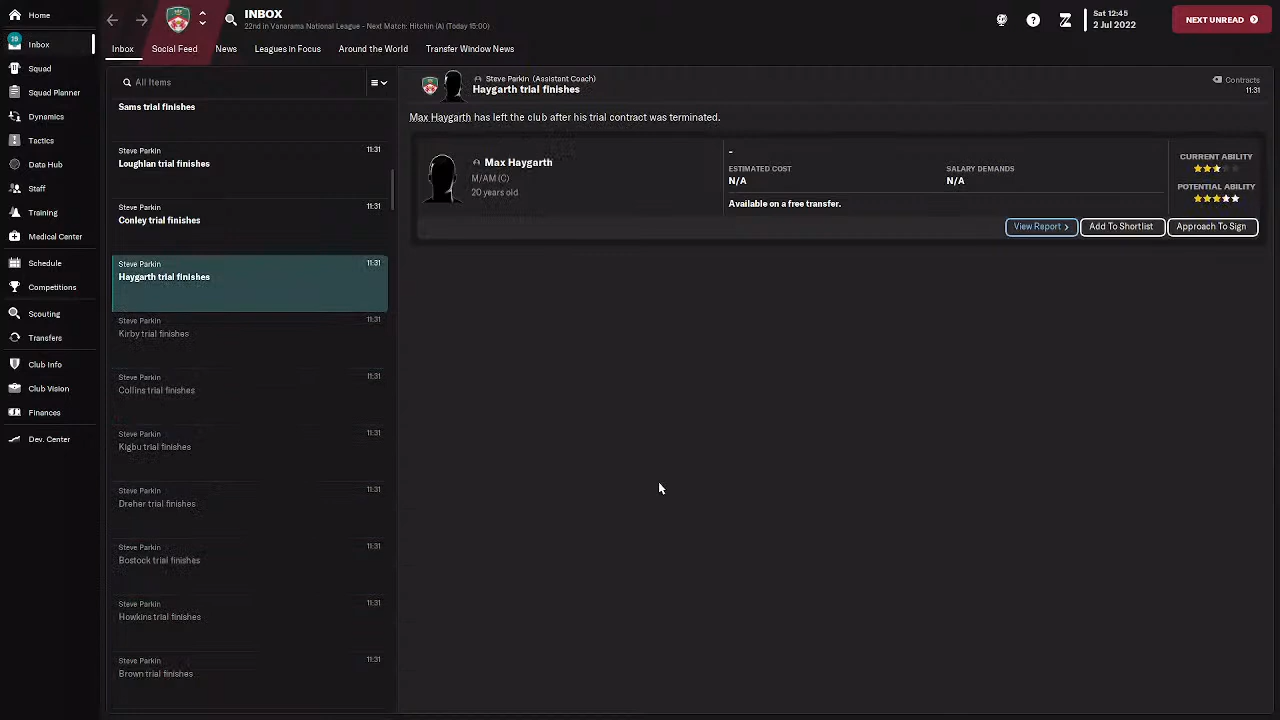 Home
INBOX
22nd in Vanarama National League - Next Match: Hitchin (A) (Today 15:00)
Sat 12:45
2 Jul 2022
NEXT UNREAD
39
Inbox
Squad
Squad Planner
Dynamics
Tactics
Data Hub
Staff
Training
Medical Center
Schedule
Competitions
Scouting
Transfers
Club Info
Club Vision
Finances
Dev. Center
Inbox Social Feed News Leagues in Focus Around the World Transfer Window News
All Items
Sams trial finishes
Steve Parkin 11:31
Loughlan trial finishes
Steve Parkin 11:31
Conley trial finishes
Steve Parkin 11:31
Haygarth trial finishes
Steve Parkin 11:31
Kirby trial finishes
Steve Parkin 11:31
Collins trial finishes
Steve Parkin 11:31
Kigbu trial finishes
Steve Parkin 11:31
Dreher trial finishes
Steve Parkin 11:31
Bostock trial finishes
Steve Parkin 11:31
Howkins trial finishes
Steve Parkin 11:31
Brown trial finishes
Steve Parkin (Assistant Coach)
Haygarth trial finishes
Contracts
11:31
Max Haygarth has left the club after his trial contract was terminated.
Max Haygarth
M/AM (C)
20 years old
-
ESTIMATED COST SALARY DEMANDS
N/A N/A
Available on a free transfer.
CURRENT ABILITY
POTENTIAL ABILITY
View Report Add To Shortlist Approach To Sign